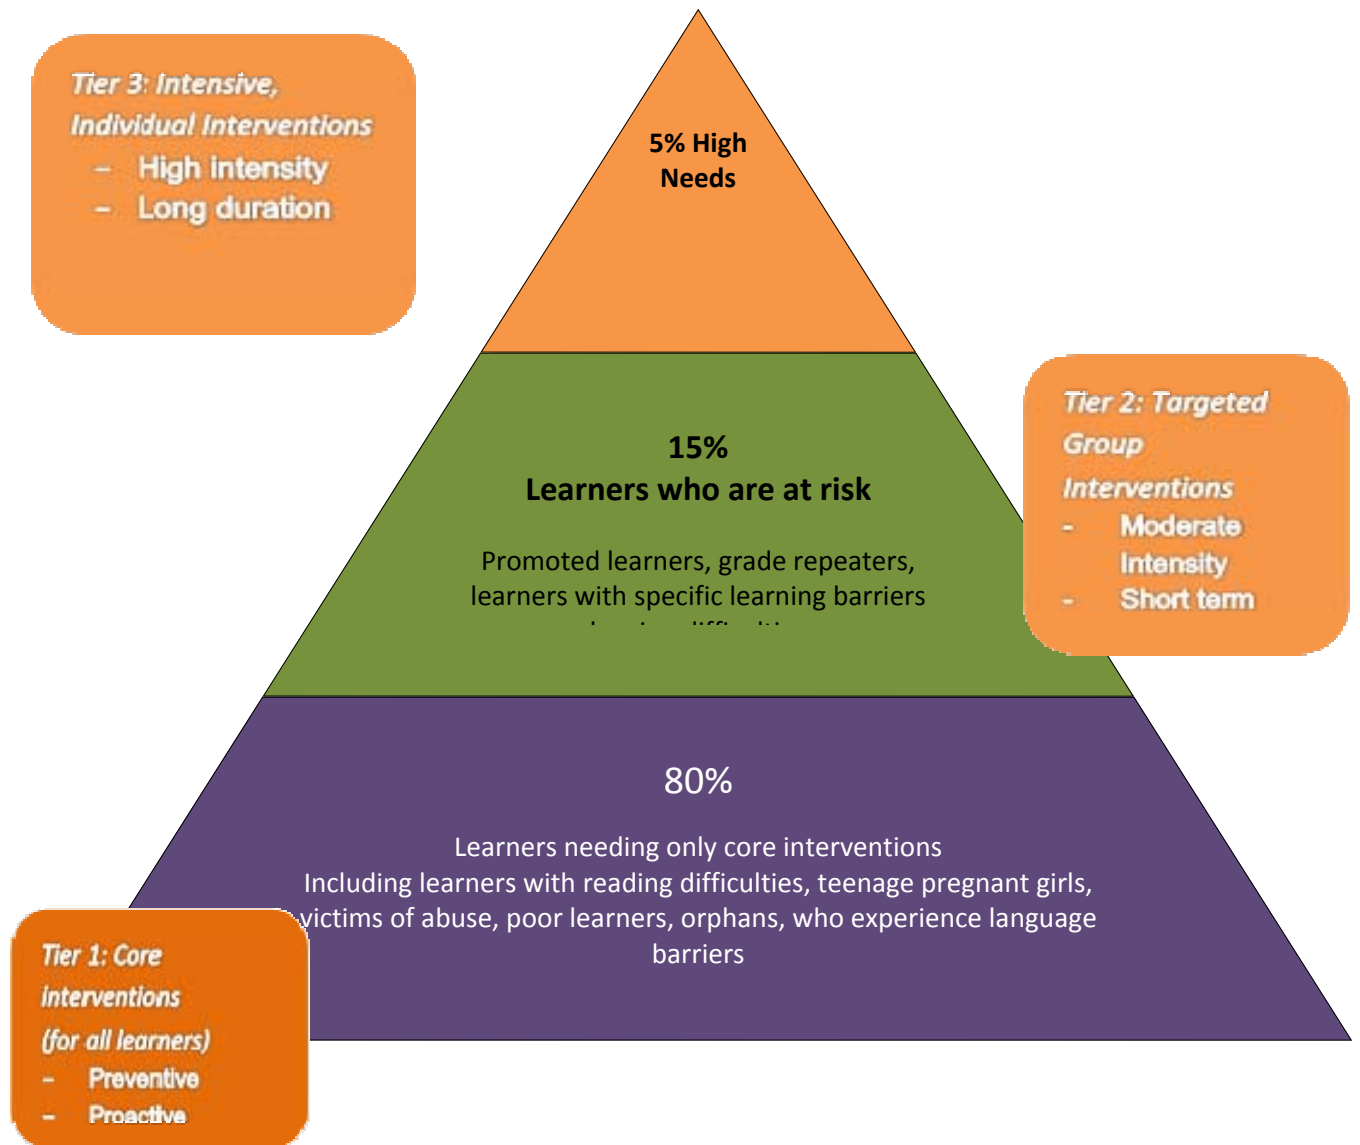 Tier 3: Intensive,
Individual Interventions
- High intensity
- Long duration
5% High
Needs
Tier 2: Targeted
Group
Interventions
- Moderate
Intensity
- Short term
15%
Learners who are at risk
Promoted learners, grade repeaters,
learners with specific learning barriers
80%
Learners needing only core interventions
Including learners with reading difficulties, teenage pregnant girls,
victims of abuse, poor learners, orphans, who experience language
barriers
Tier 1: Core
interventions
(for all learners)
- Preventive
- Proactive